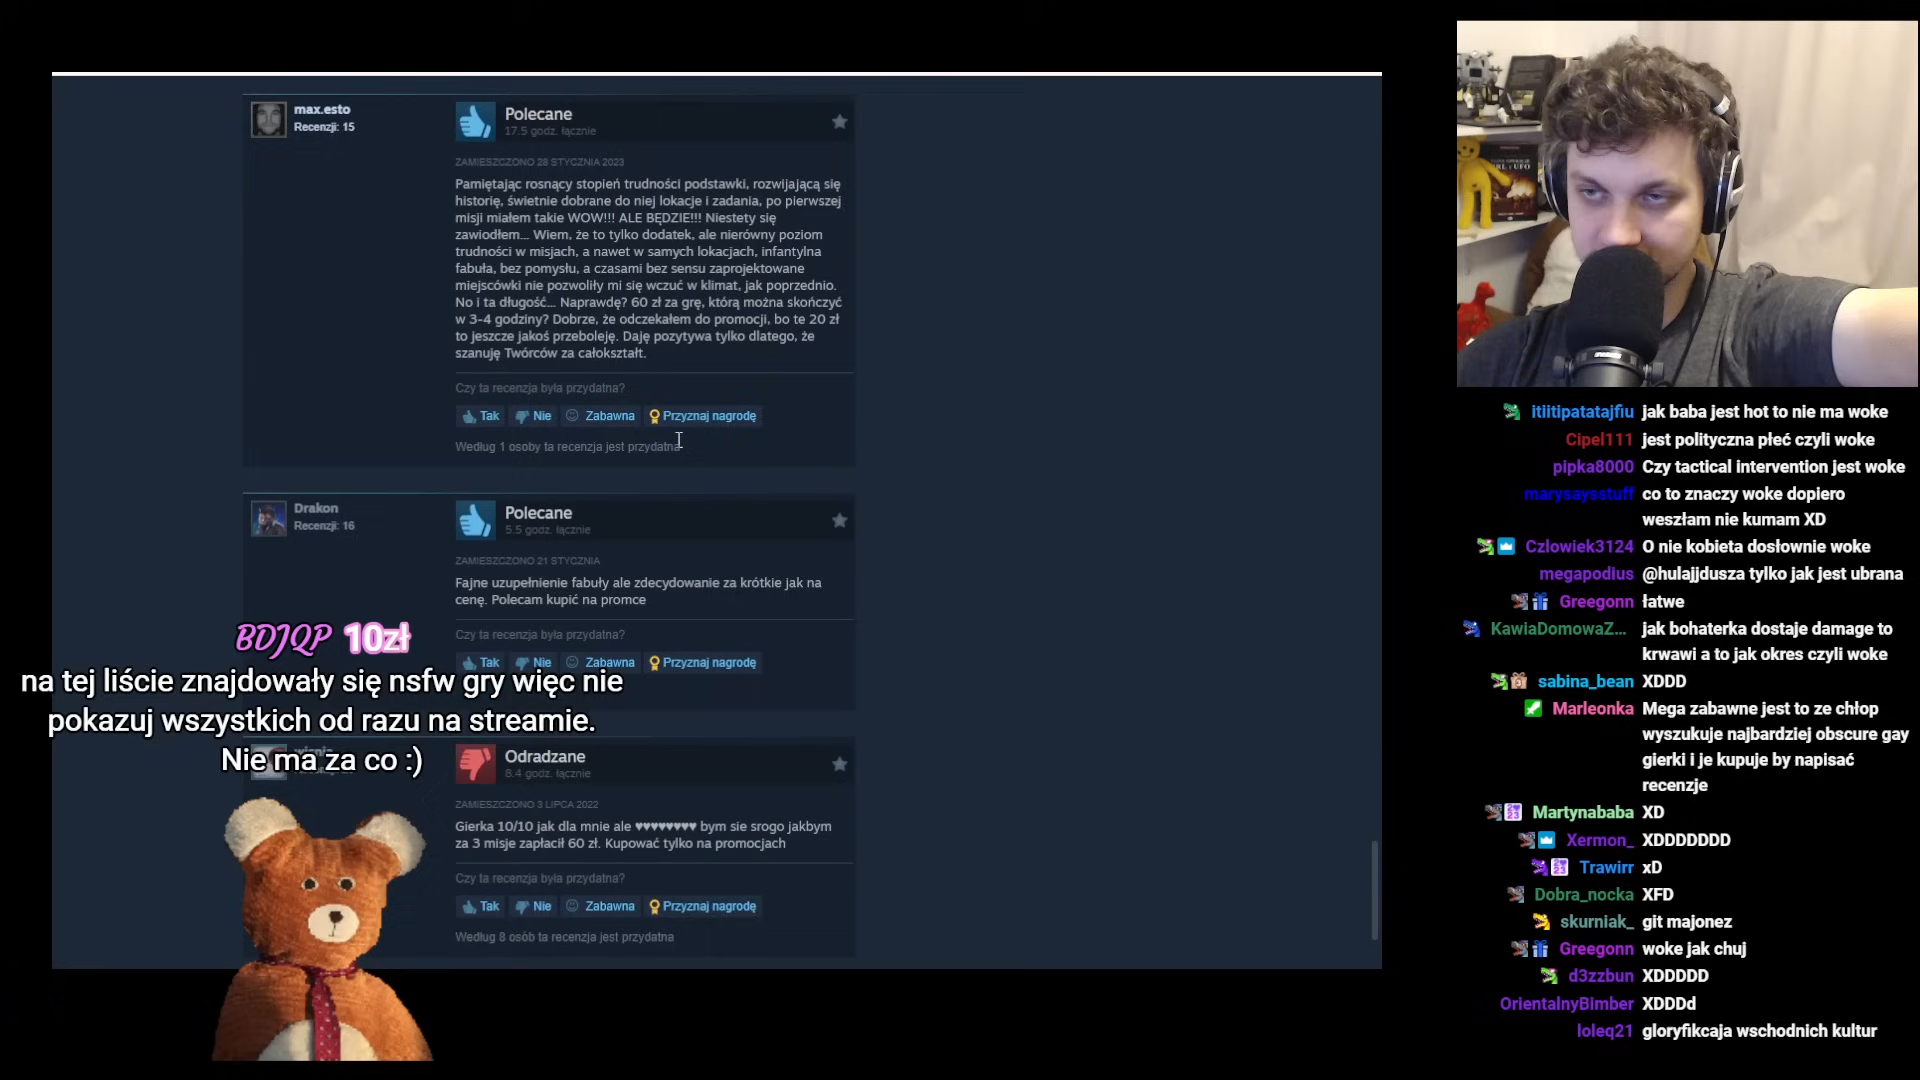 max.esto
Recenzji: 15
Polecane
17.5 godz. łącznie
ZAMIESZCZONO 28 STYCZNIA 2023
Pamiętając rosnący stopień trudności podstawki, rozwijającą się
historię, świetnie dobrane do niej lokacje i zadania, po pierwszej
misji miałem takie WOW!!! ALE BĘDZIE!!! Niestety się
zawiodłem... Wiem, że to tylko dodatek, ale nierówny poziom
trudności w misjach, a nawet w samych lokacjach, infantylna
fabuła, bez pomysłu, a czasami bez sensu zaprojektowane
miejscówki nie pozwoliły mi się wczuć w klimat, jak poprzednio.
No i ta długość... Naprawdę? 60 zł za grę, którą można skończyć
w 3-4 godziny? Dobrze, że odczekałem do promocji, bo te 20 zł
to jeszcze jakoś przeboleję. Daję pozytywa tylko dlatego, że
szanuję Twórców za całokształt.
Czy ta recenzja była przydatna?
Tak Nie Zabawna Przyznaj nagrodę
Według 1 osoby ta recenzja jest przydatna
Drakon
Recenzji: 16
Polecane
5.5 godz. łącznie
ZAMIESZCZONO 21 STYCZNIA
Fajne uzupełnienie fabuły ale zdecydowanie za krótkie jak na
cenę. Polecam kupić na promce
Czy ta recenzja była przydatna?
Tak Nie Zabawna Przyznaj nagrodę
BDJQP 10zł
na tej liście znajdowały się nsfw gry więc nie
pokazuj wszystkich od razu na streamie.
Nie ma za co :)
Odradzane
8.4 godz. łącznie
ZAMIESZCZONO 3 LIPCA 2022
Gierka 10/10 jak dla mnie ale ♥♥♥♥♥♥♥♥ bym sie srogo jakbym
za 3 misje zapłacił 60 zł. Kupować tylko na promocjach
Czy ta recenzja była przydatna?
Tak Nie Zabawna Przyznaj nagrodę
Według 8 osób ta recenzja jest przydatna
itiitipatatajfiu jak baba jest hot to nie ma woke
Cipel111 jest polityczna płeć czyli woke
pipka8000 Czy tactical intervention jest woke
marysaysstuff co to znaczy woke dopiero
weszłam nie kumam XD
Czlowiek3124 O nie kobieta dosłownie woke
megapodlus @hulajjdusza tylko jak jest ubrana
Greegonn łatwe
KawiaDomowaZ... jak bohaterka dostaje damage to
krwawi a to jak okres czyli woke
sabina_bean XDDD
Marleonka Mega zabawne jest to ze chłop
wyszukuje najbardziej obscure gay
gierki i je kupuje by napisać
recenzje
Martynababa XD
Xermon_ XDDDDDDD
Trawirr xD
Dobra_nocka XFD
skurniak_ git majonez
Greegonn woke jak chuj
d3zzbun XDDDDD
OrientalnyBimber XDDDd
loleq21 gloryfikcaja wschodnich kultur